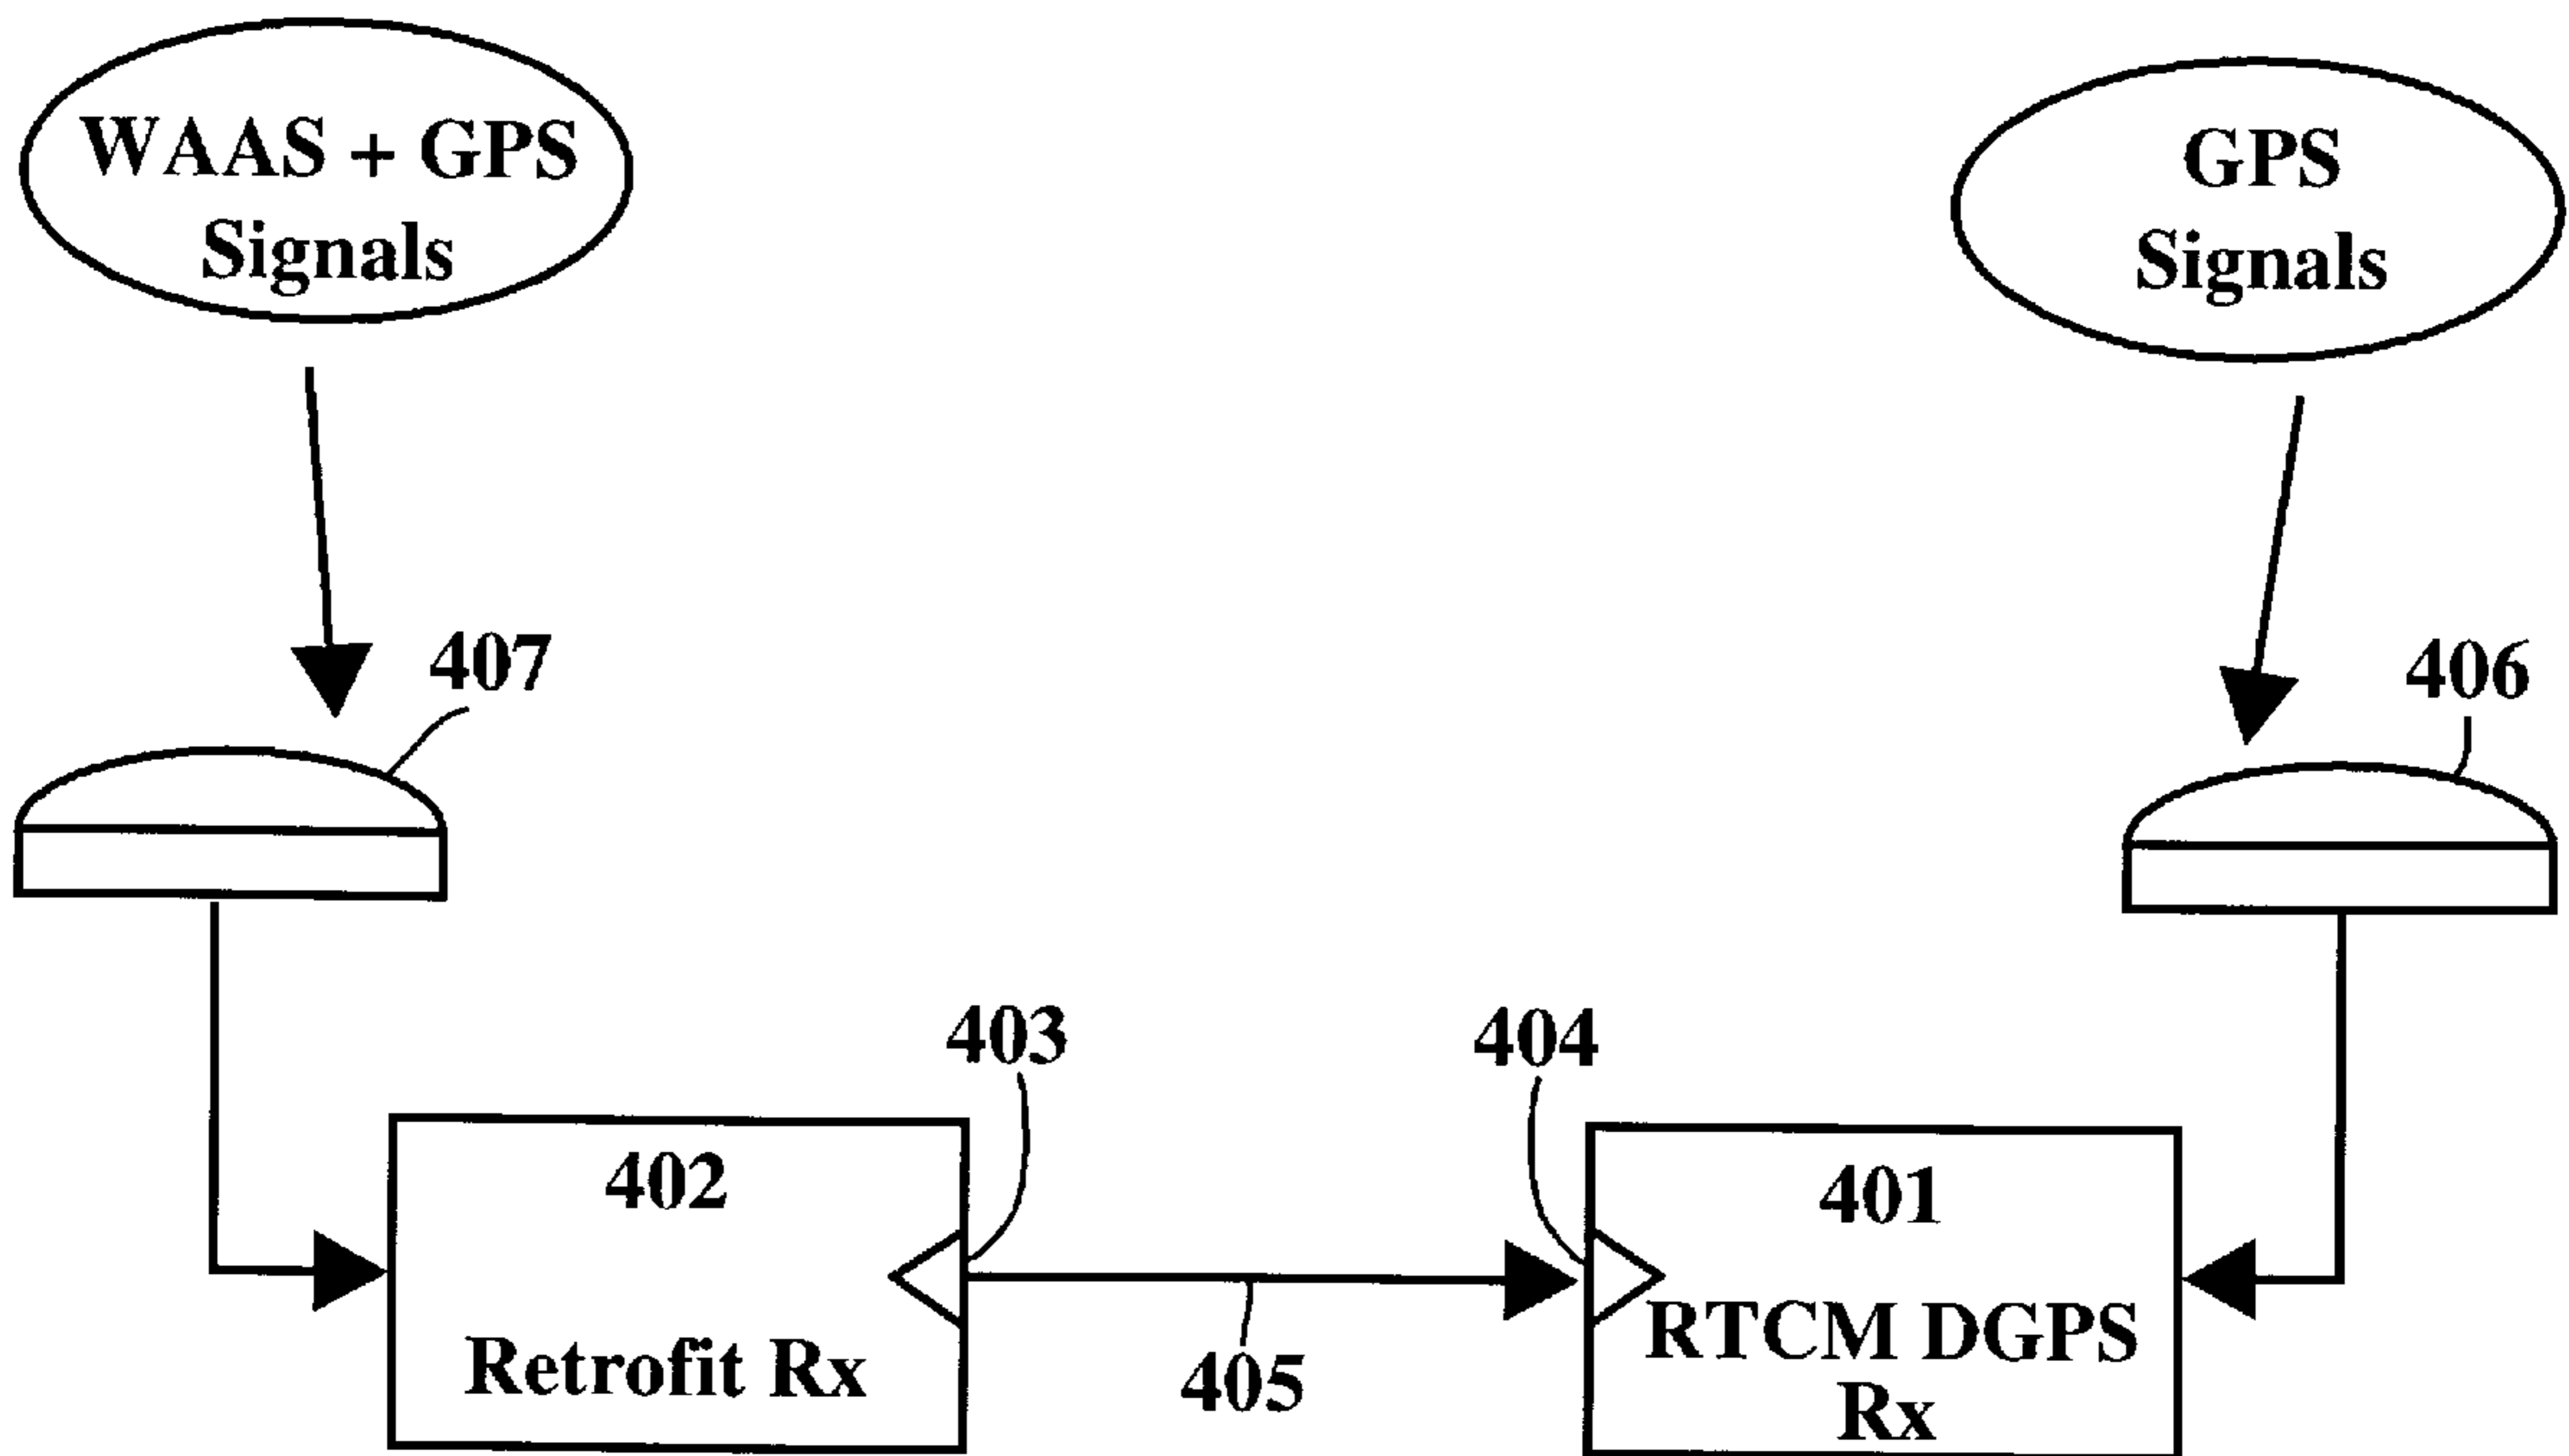 WAAS + GPS
Signals
GPS
Signals
407
406
403
404
402
401
Retrofit Rx
405
RTCM DGPS
Rx